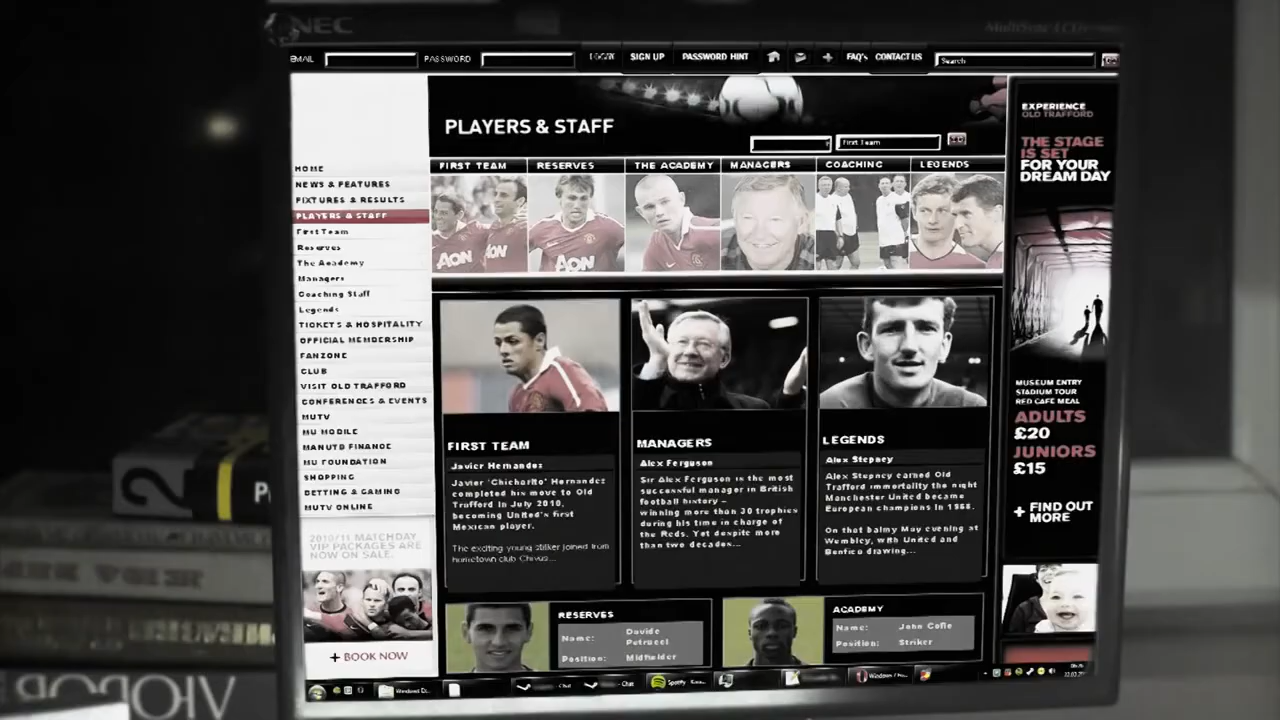 NEC
MultiSync LCD
EMAIL
PASSWORD
LOGIN
SIGN UP
PASSWORD HINT
FAQ's
CONTACT US
Search
PLAYERS & STAFF
First Team
GO
FIRST TEAM
RESERVES
THE ACADEMY
MANAGERS
COACHING
LEGENDS
AON
AON
AON
HOME
NEWS & FEATURES
FIXTURES & RESULTS
PLAYERS & STAFF
First Team
Reserves
The Academy
Managers
Coaching Staff
Legends
TICKETS & HOSPITALITY
OFFICIAL MEMBERSHIP
FANZONE
CLUB
VISIT OLD TRAFFORD
CONFERENCES & EVENTS
MUTV
MU MOBILE
MANUTD FINANCE
MU FOUNDATION
SHOPPING
BETTING & GAMING
MUTV ONLINE
2010/11 MATCHDAY
VIP PACKAGES ARE
NOW ON SALE.
+ BOOK NOW
FIRST TEAM
Javier Hernandez
Javier 'Chicharito' Hernandez
completed his move to Old
Trafford in July 2010,
becoming United's first
Mexican player.
The exciting young striker joined from
hometown club Chivas...
MANAGERS
Alex Ferguson
Sir Alex Ferguson is the most
successful manager in British
football history –
winning more than 30 trophies
during his time in charge of
the Reds. Yet despite more
than two decades...
LEGENDS
Alex Stepney
Alex Stepney earned Old
Trafford immortality the night
Manchester United became
European champions in 1968.
On that balmy May evening at
Wembley, with United and
Benfica drawing...
RESERVES
Name: Davide
Petrucci
Position: Midfielder
ACADEMY
Name: John Cofie
Position: Striker
EXPERIENCE
OLD TRAFFORD
THE STAGE
IS SET
FOR YOUR
DREAM DAY
MUSEUM ENTRY
STADIUM TOUR
RED CAFE MEAL
ADULTS
£20
JUNIORS
£15
+ FIND OUT
MORE
Chat
- Chat
Spotify
2
P